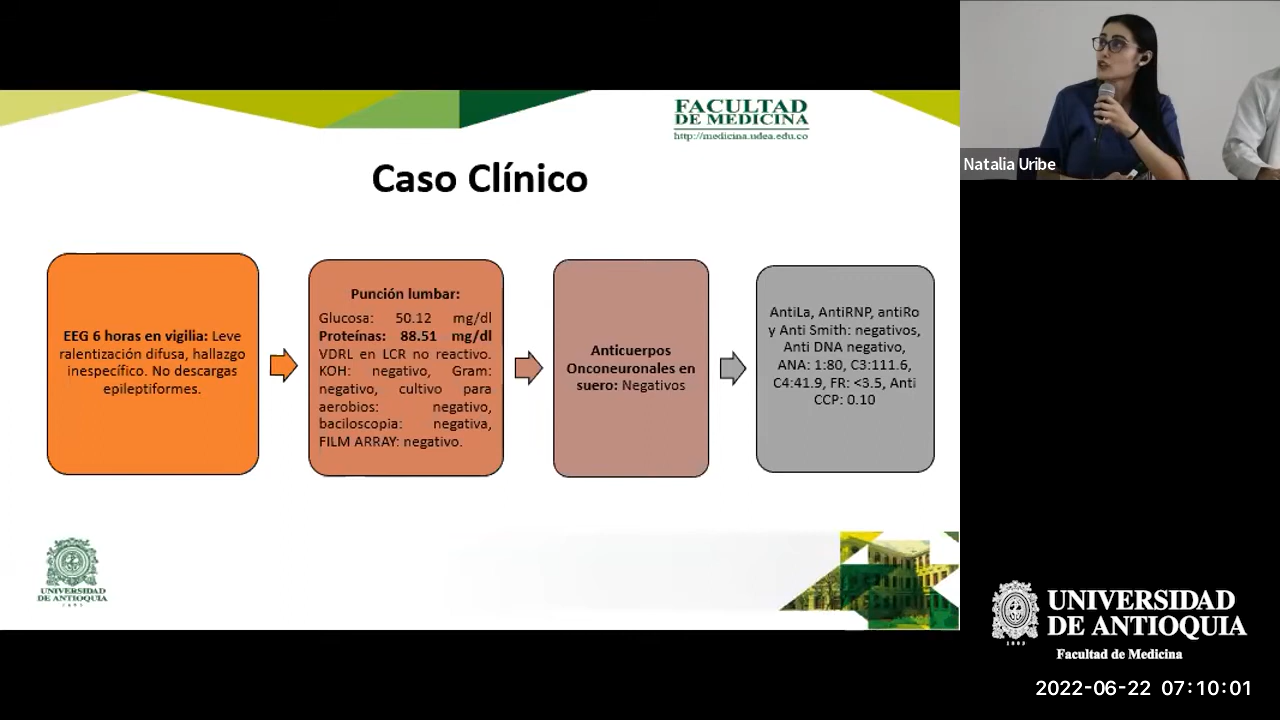 FACULTAD
DE MEDICINA
http://medicina.udea.edu.co
Natalia Uribe
Caso Clínico
EEG 6 horas en vigilia: Leve
ralentización difusa, hallazgo
inespecífico. No descargas
epileptiformes.
Punción lumbar:
Glucosa: 50.12 mg/dl
Proteínas: 88.51 mg/dl
VDRL en LCR no reactivo.
KOH: negativo, Gram:
negativo, cultivo para
aerobios: negativo,
baciloscopia: negativa,
FILM ARRAY: negativo.
Anticuerpos
Onconeuronales en
suero: Negativos
AntiLa, AntiRNP, antiRo
y Anti Smith: negativos,
Anti DNA negativo,
ANA: 1:80, C3:111.6,
C4:41.9, FR: <3.5, Anti
CCP: 0.10
UNIVERSIDAD
DE ANTIOQUIA
1803
UNIVERSIDAD
DE ANTIOQUIA
1803
Facultad de Medicina
2022-06-22 07:10:01